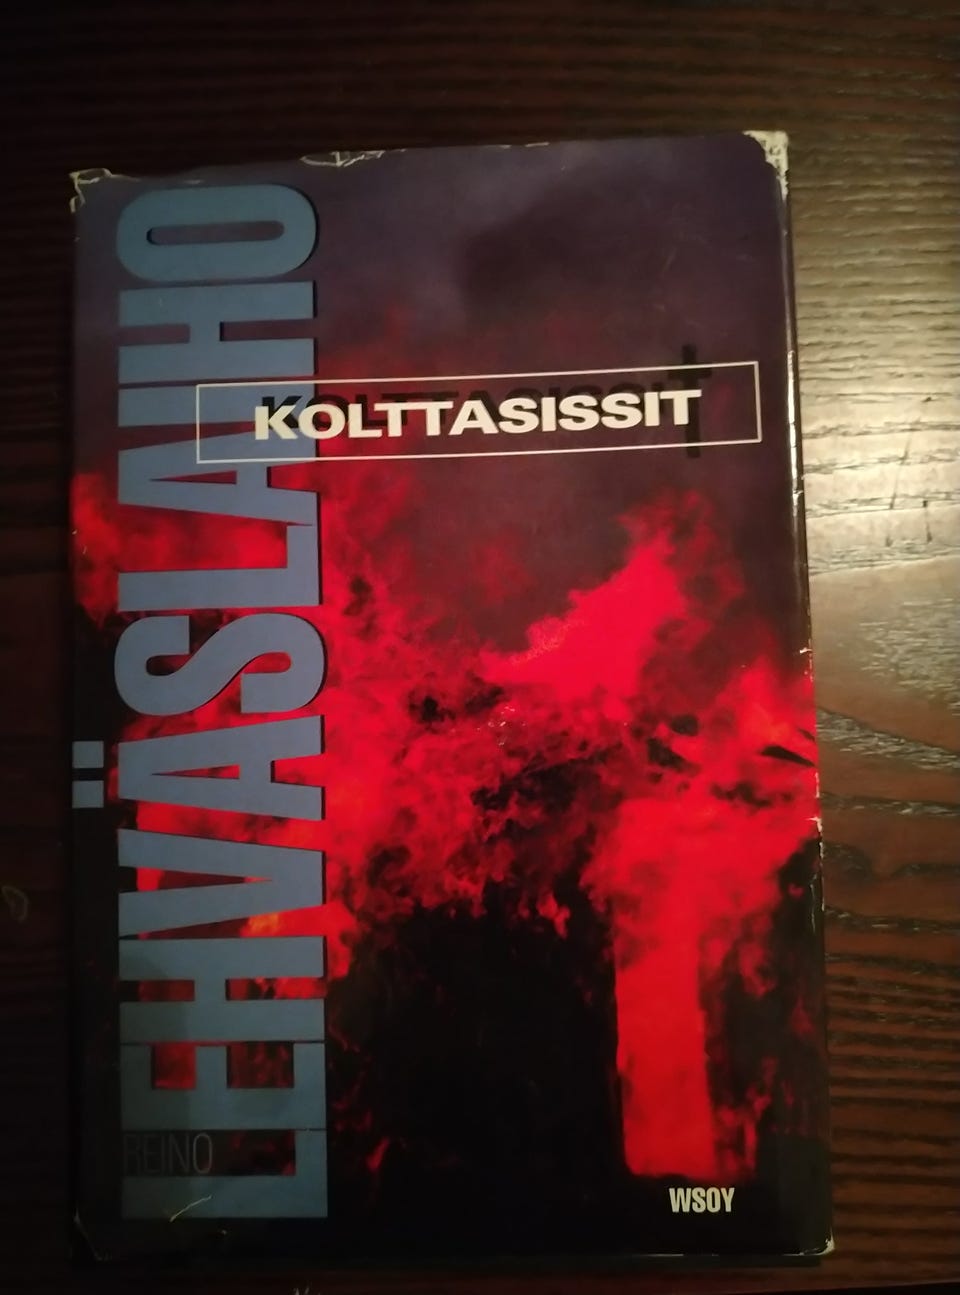 REINO
LEHVÄSLAIHO
KOLTTASISSIT
WSOY